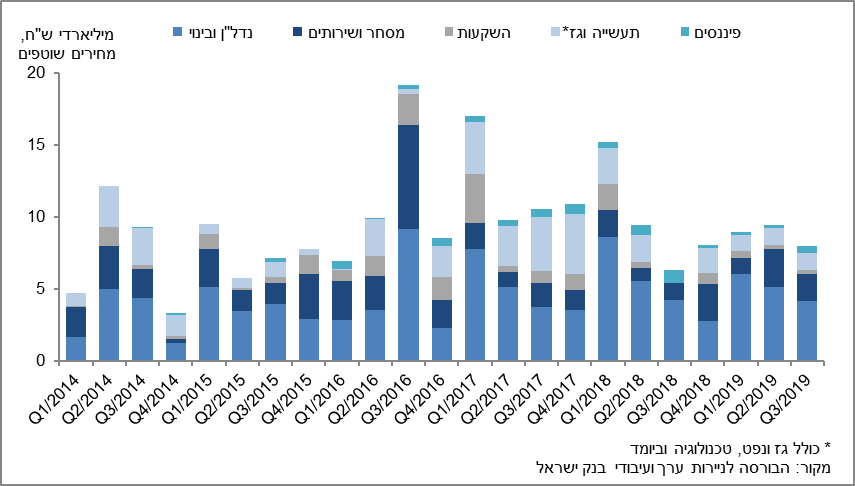 מיליארדי ש"ח,
מחירים שוטפים
נדל"ן ובינוי
מסחר ושירותים
השקעות
תעשייה וגז*
פיננסים
20
15
10
5
0
Q1/2014
Q2/2014
Q3/2014
Q4/2014
Q1/2015
Q2/2015
Q3/2015
Q4/2015
Q1/2016
Q2/2016
Q3/2016
Q4/2016
Q1/2017
Q2/2017
Q3/2017
Q4/2017
Q1/2018
Q2/2018
Q3/2018
Q4/2018
Q1/2019
Q2/2019
Q3/2019
* כולל גז ונפט, טכנולוגיה וביומד
מקור: הבורסה לניירות ערך ועיבודי בנק ישראל